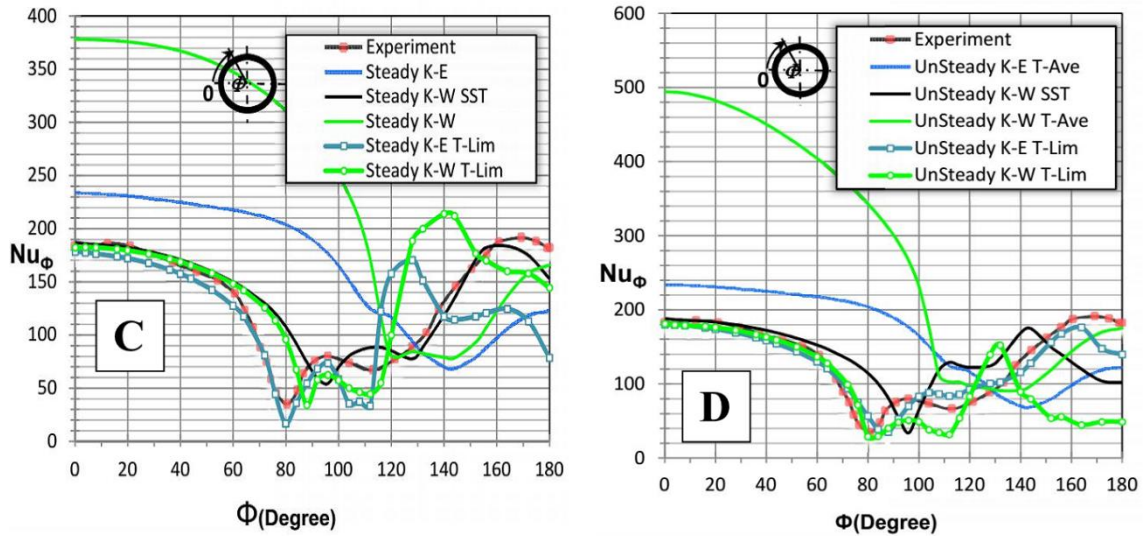 400
350
300
250
200
150
100
50
0
Nu_Φ
0 20 40 60 80 100 120 140 160 180
Φ(Degree)
Experiment
Steady K-E
Steady K-W SST
Steady K-W
Steady K-E T-Lim
Steady K-W T-Lim
0
Φ
C
600
500
400
300
200
100
0
Nu_Φ
0 20 40 60 80 100 120 140 160 180
Φ(Degree)
Experiment
UnSteady K-E T-Ave
UnSteady K-W SST
UnSteady K-W T-Ave
UnSteady K-E T-Lim
UnSteady K-W T-Lim
0
Φ
D